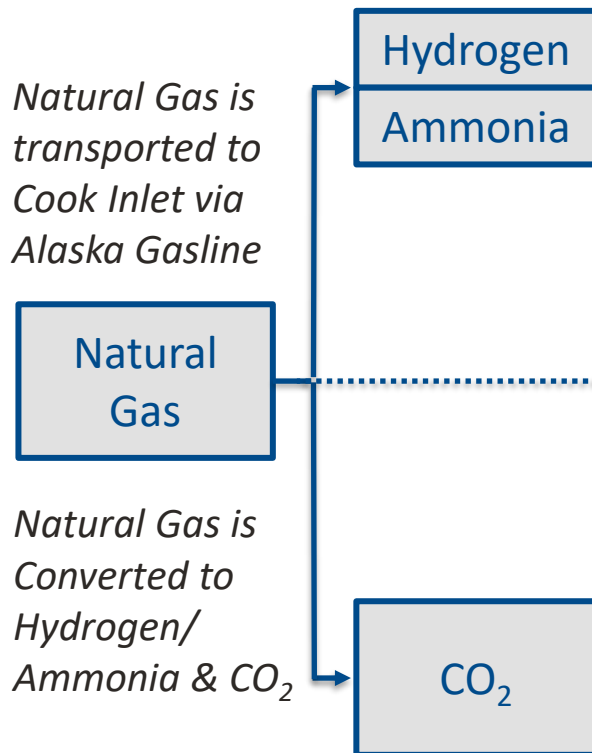 Hydrogen
Ammonia
Natural Gas is
transported to
Cook Inlet via
Alaska Gasline
Natural
Gas
Natural Gas is
Converted to
Hydrogen/
Ammonia & CO₂
CO₂